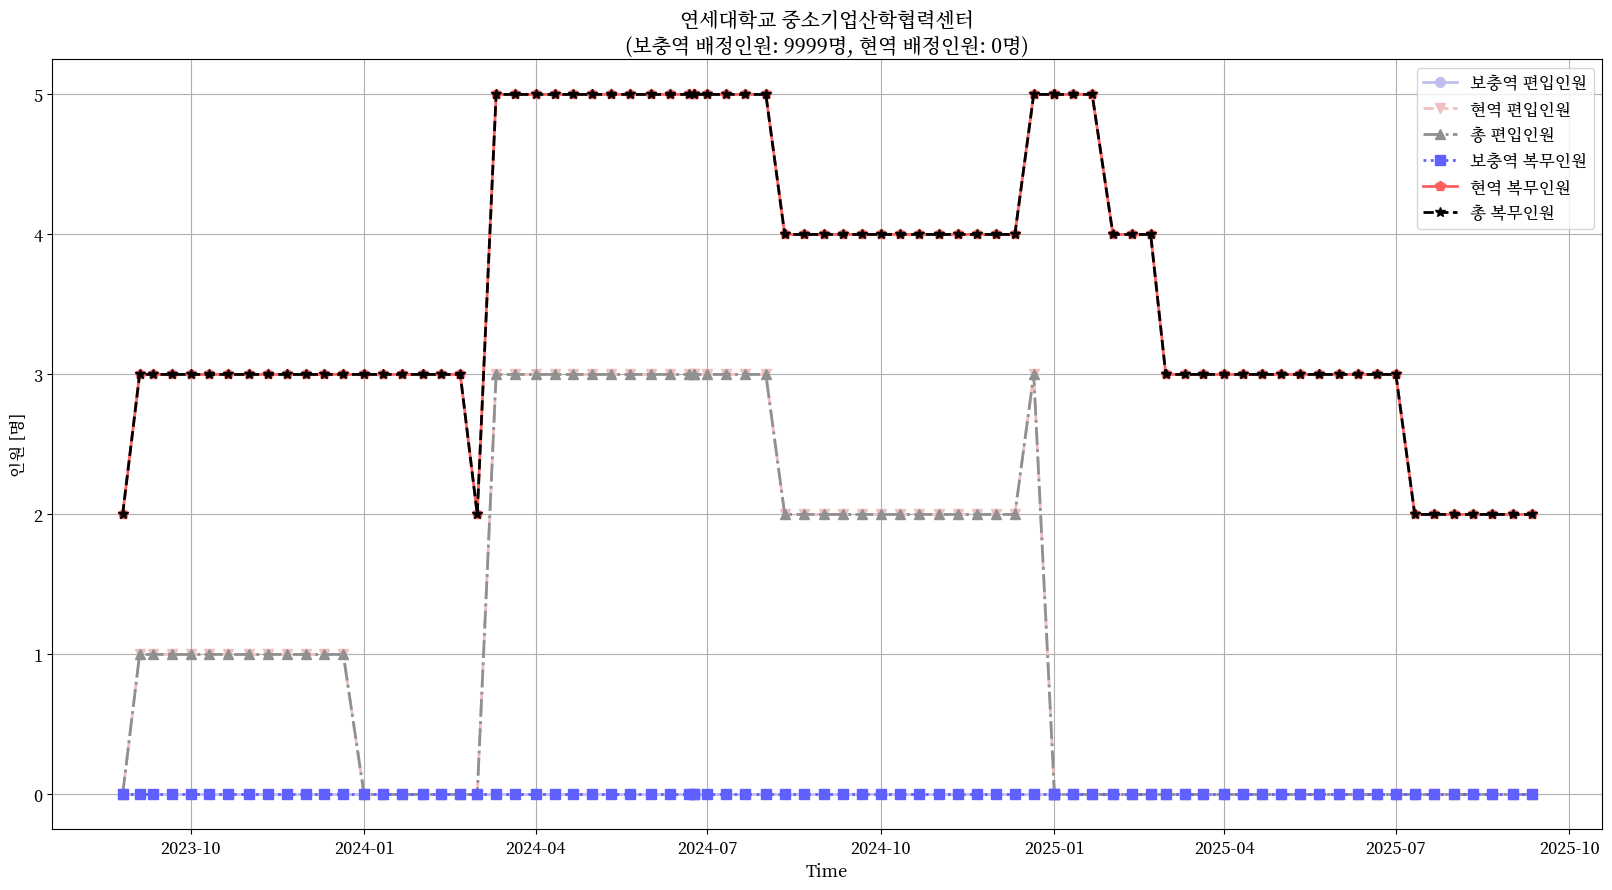 연세대학교 중소기업산학협력센터
(보충역 배정인원: 9999명, 현역 배정인원: 0명)
보충역 편입인원
현역 편입인원
총 편입인원
보충역 복무인원
현역 복무인원
총 복무인원
인원 [명]
5
4
3
2
1
0
2023-10
2024-01
2024-04
2024-07
2024-10
2025-01
2025-04
2025-07
2025-10
Time